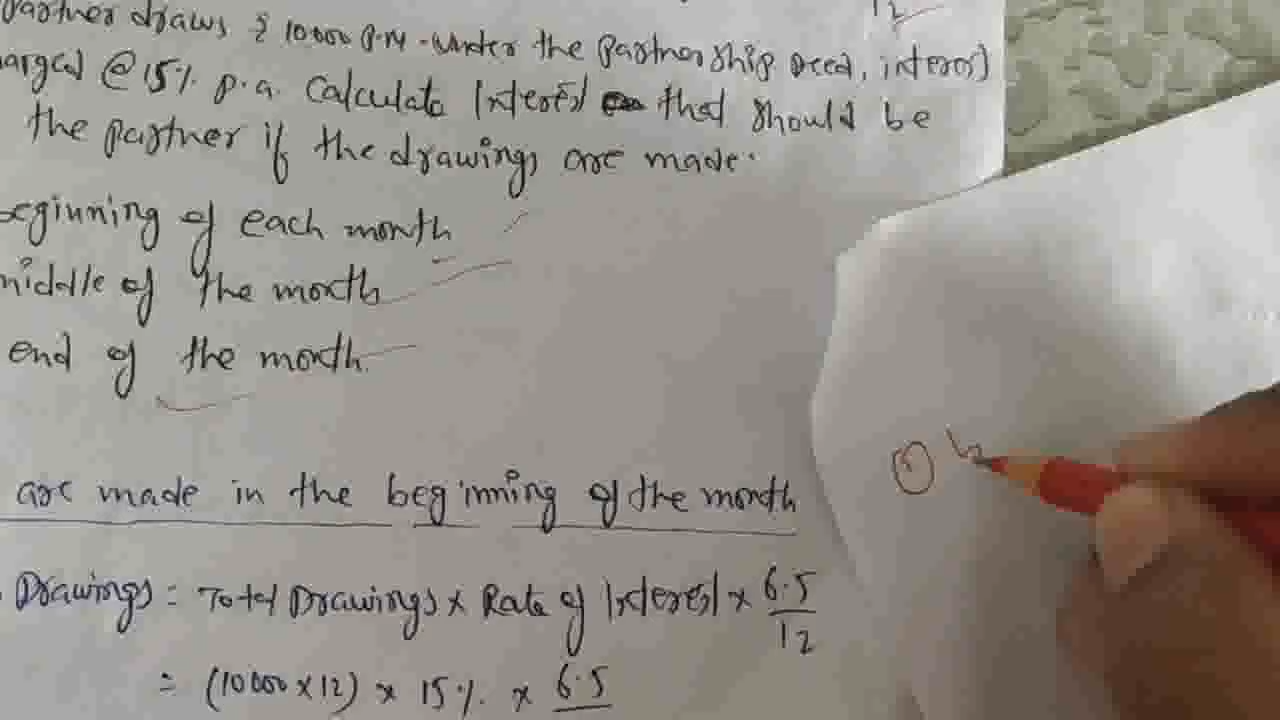 12
partner draws ₹ 10000 p.m. under the partnership Deed, interest
arged @ 15% p.a. Calculate Interest that should be
the partner if the drawings are made.
beginning of each month
middle of the month
end of the month
are made in the beginning of the month
Drawings = Total Drawings x Rate of Interest x 6.5
12
= (10000 x 12) x 15% x 6.5